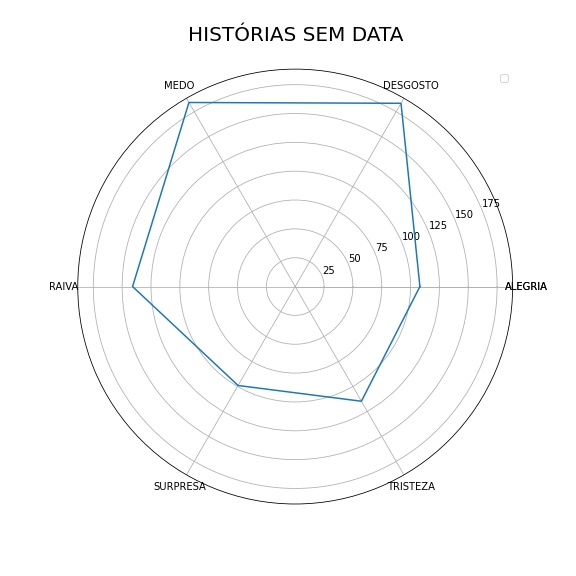 HISTÓRIAS SEM DATA
MEDO
DESGOSTO
175
150
125
100
75
50
25
RAIVA
ALEGRIA
SURPRESA
TRISTEZA